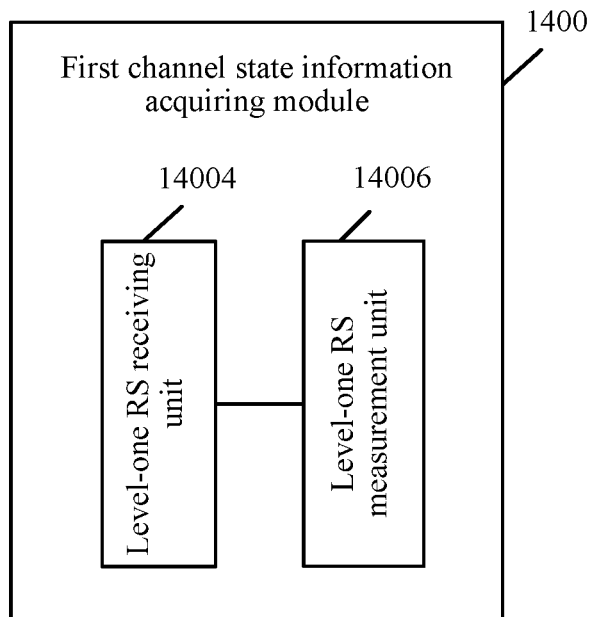 1400
First channel state information
acquiring module
14004
14006
Level-one RS receiving
unit
Level-one RS
measurement unit